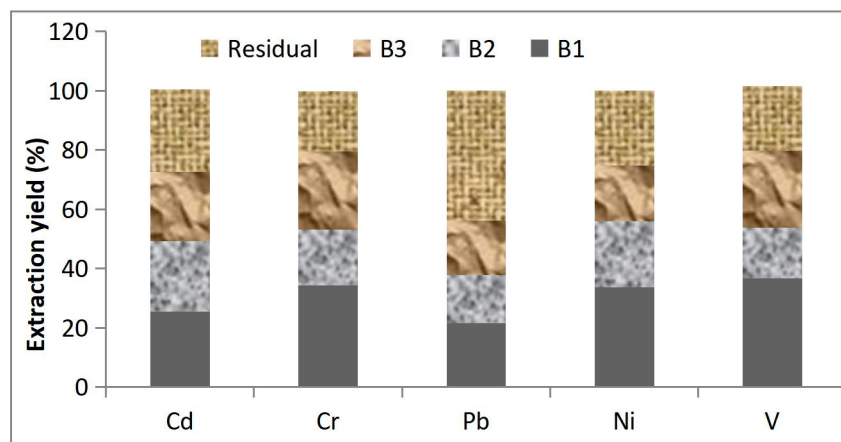 Extraction yield (%)
120
100
80
60
40
20
0
Residual B3 B2 B1
Cd Cr Pb Ni V